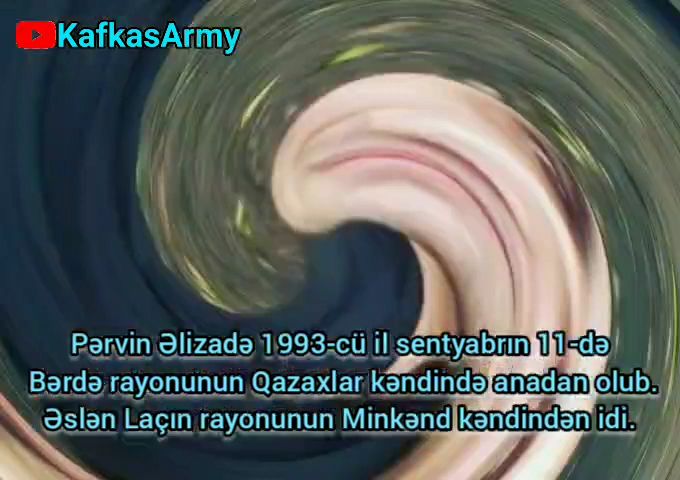 KafkasArmy
Pərvin Əlizadə 1993-cü il sentyabrın 11-də
Bərdə rayonunun Qazaxlar kəndində anadan olub.
Əslən Laçın rayonunun Minkənd kəndindən idi.